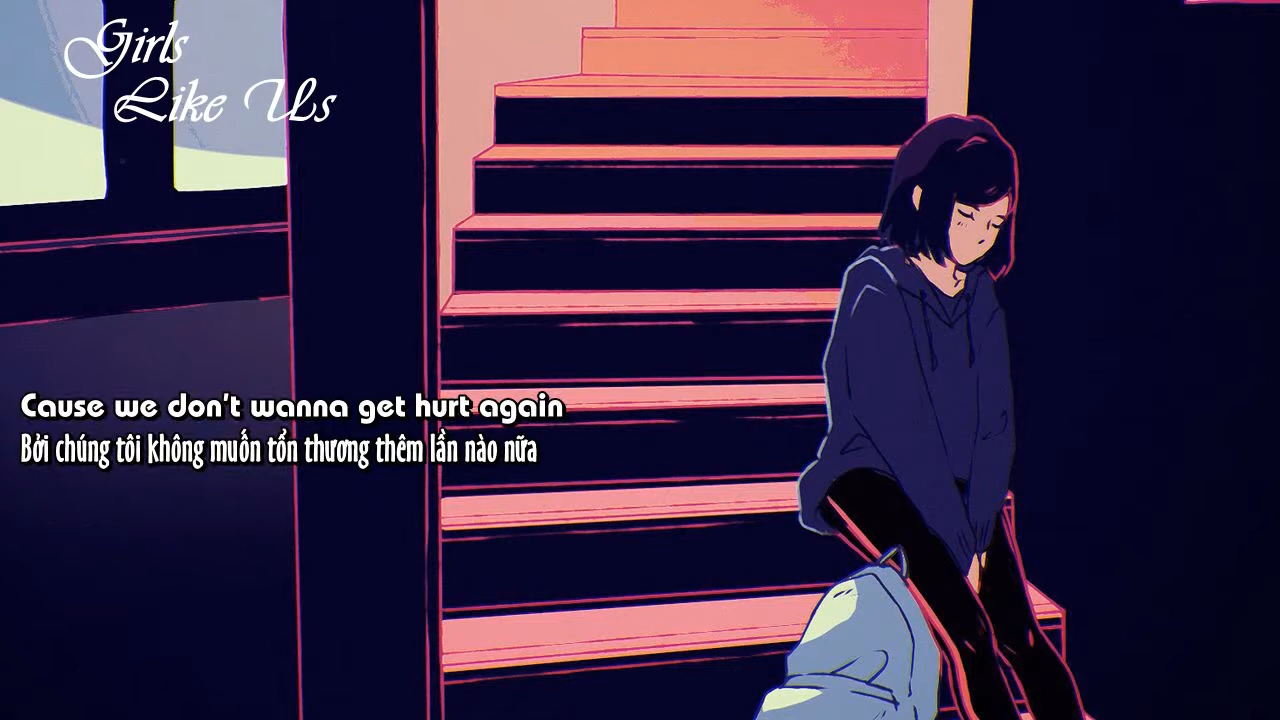 Girls
Like Us
Cause we don't wanna get hurt again
Bởi chúng tôi không muốn tổn thương thêm lần nào nữa